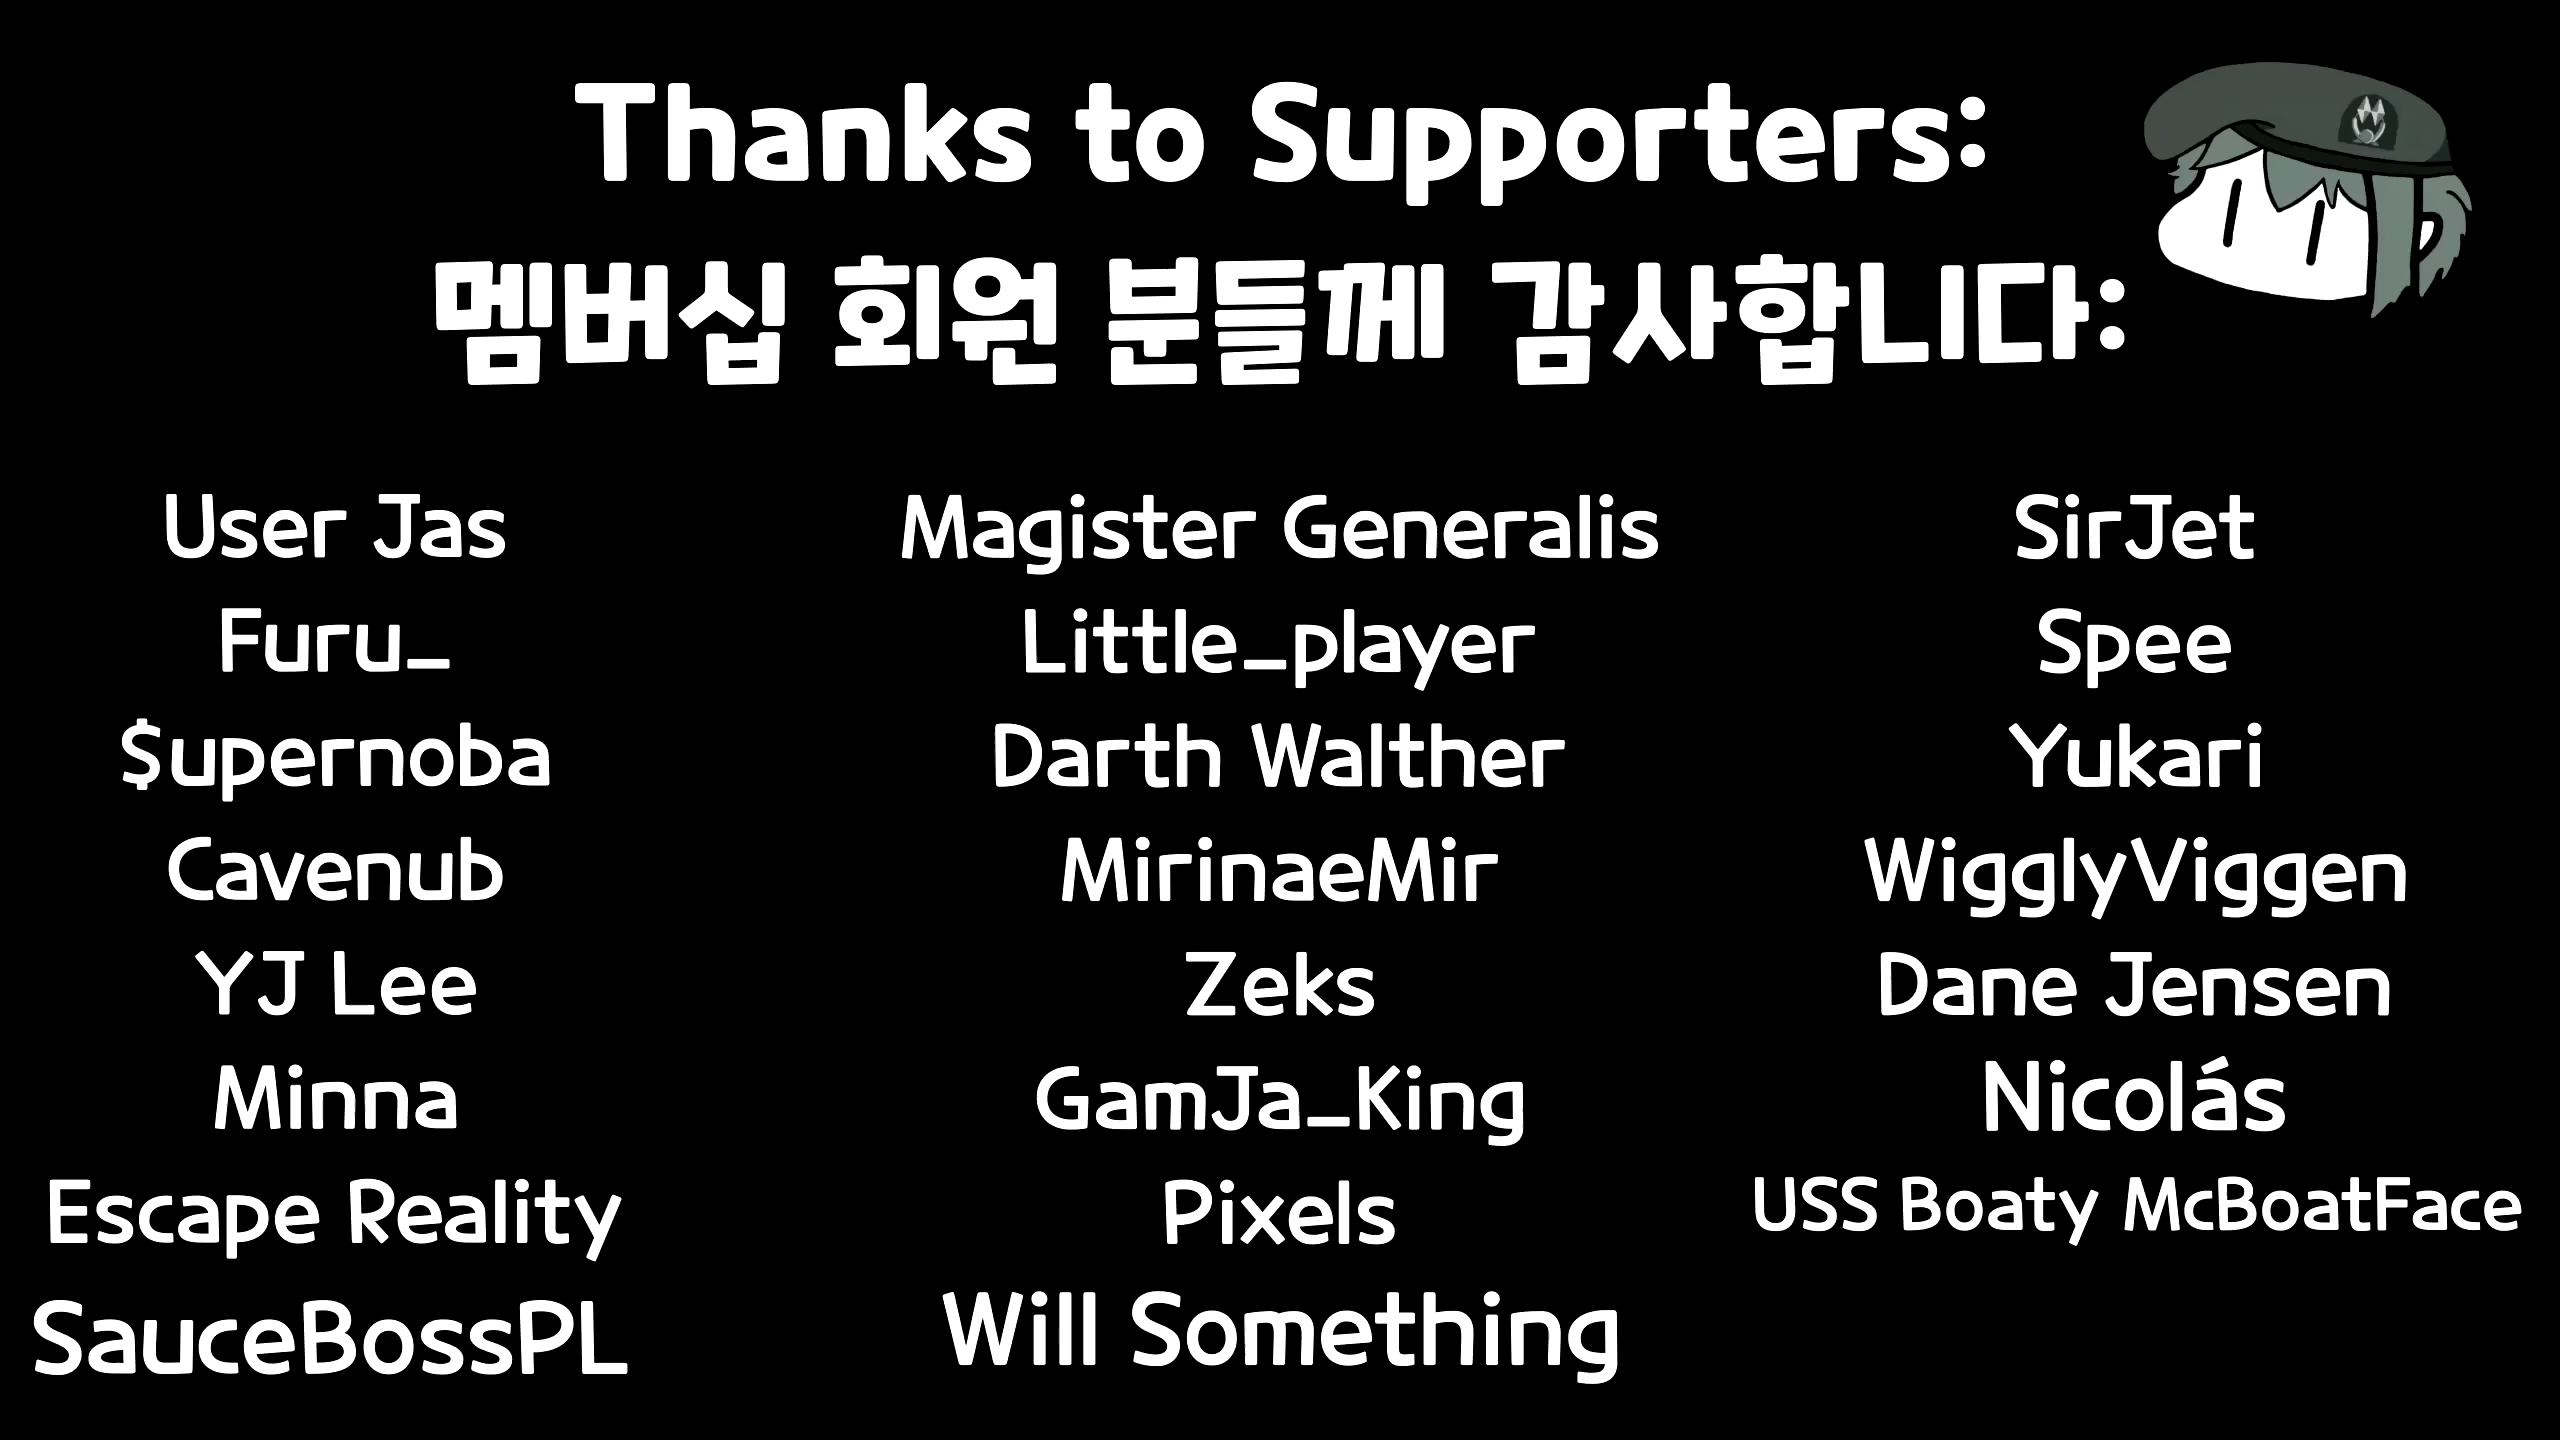 Thanks to Supporters:
멤버십 회원 분들께 감사합니다:
User Jas
Furu_
$upernoba
Cavenub
YJ Lee
Minna
Escape Reality
SauceBossPL
Magister Generalis
Little_player
Darth Walther
MirinaeMir
Zeks
GamJa_King
Pixels
Will Something
SirJet
Spee
Yukari
WigglyViggen
Dane Jensen
Nicolás
USS Boaty McBoatFace